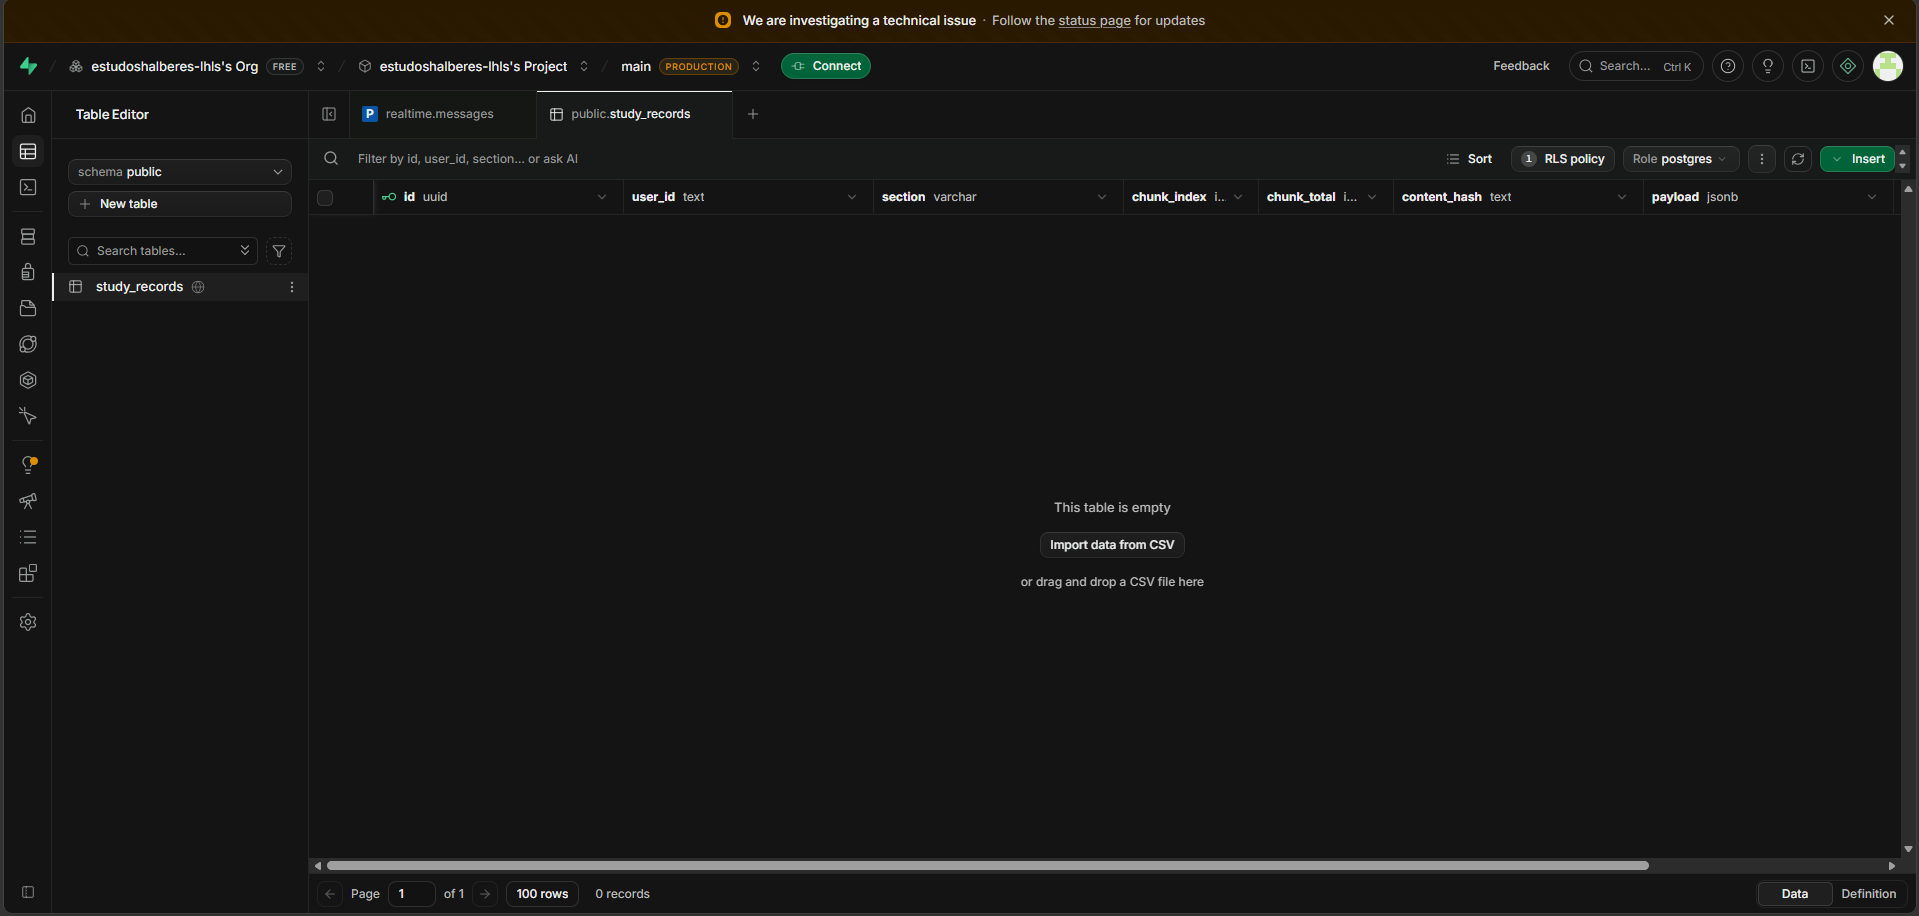 We are investigating a technical issue · Follow the status page for updates
estudoshalberes-lhls's Org FREE / estudoshalberes-lhls's Project / main PRODUCTION Connect
Feedback Search... Ctrl K
Table Editor
P realtime.messages public.study_records
Filter by id, user_id, section... or ask AI Sort 1 RLS policy Role postgres Insert
schema public
New table
id uuid user_id text section varchar chunk_index i... chunk_total i... content_hash text payload jsonb
Search tables...
study_records
This table is empty
Import data from CSV
or drag and drop a CSV file here
Page 1 of 1 100 rows 0 records Data Definition